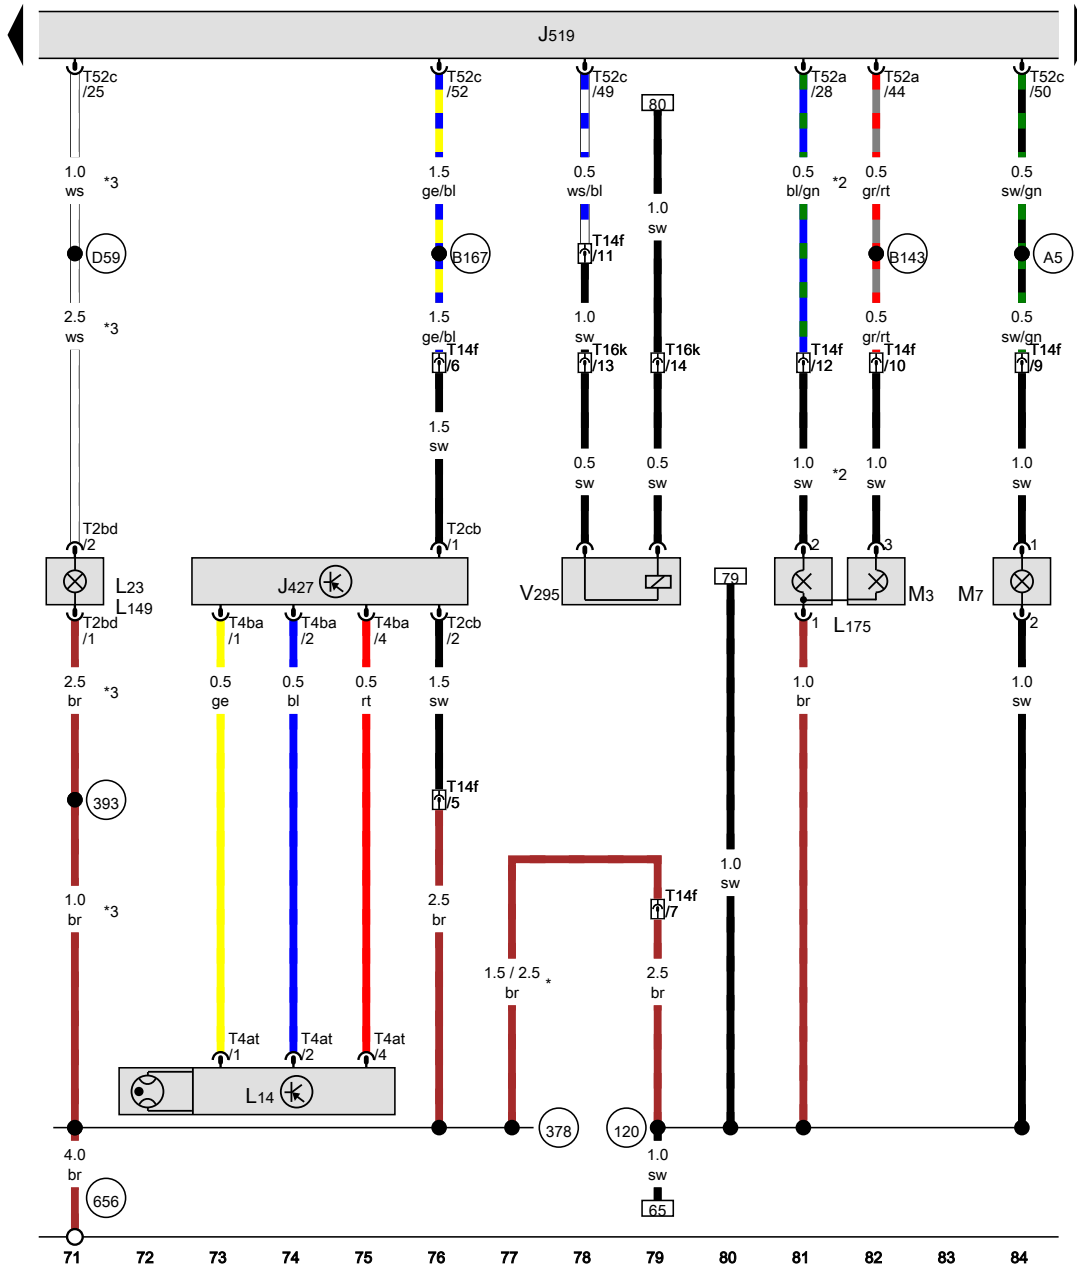 J519
T52c
/25
T52c
/52
T52c
/49
T52a
/28
T52a
/44
T52c
/50
80
1.0
ws
*3
1.5
ge/bl
0.5
ws/bl
1.0
sw
0.5
bl/gn
*2
0.5
gr/rt
0.5
sw/gn
D59
B167
T14f
/11
B143
A5
2.5
ws
*3
1.5
ge/bl
1.0
sw
0.5
gr/rt
0.5
sw/gn
T14f
/6
T16k
/13
T16k
/14
T14f
/12
T14f
/10
T14f
/9
1.5
sw
0.5
sw
0.5
sw
1.0
sw
*2
1.0
sw
1.0
sw
T2bd
/2
T2cb
/1
2
3
1
L23
L149
J427
V295
79
M3
L175
M7
T2bd
/1
T4ba
/1
T4ba
/2
T4ba
/4
T2cb
/2
1
2
2.5
br
*3
0.5
ge
0.5
bl
0.5
rt
1.5
sw
1.0
br
1.0
sw
393
T14f
/5
1.0
sw
1.0
br
*3
2.5
br
T14f
/7
1.5 / 2.5
br
*
2.5
br
T4at
/1
T4at
/2
T4at
/4
L14
378
120
4.0
br
1.0
sw
656
65
71 72 73 74 75 76 77 78 79 80 81 82 83 84